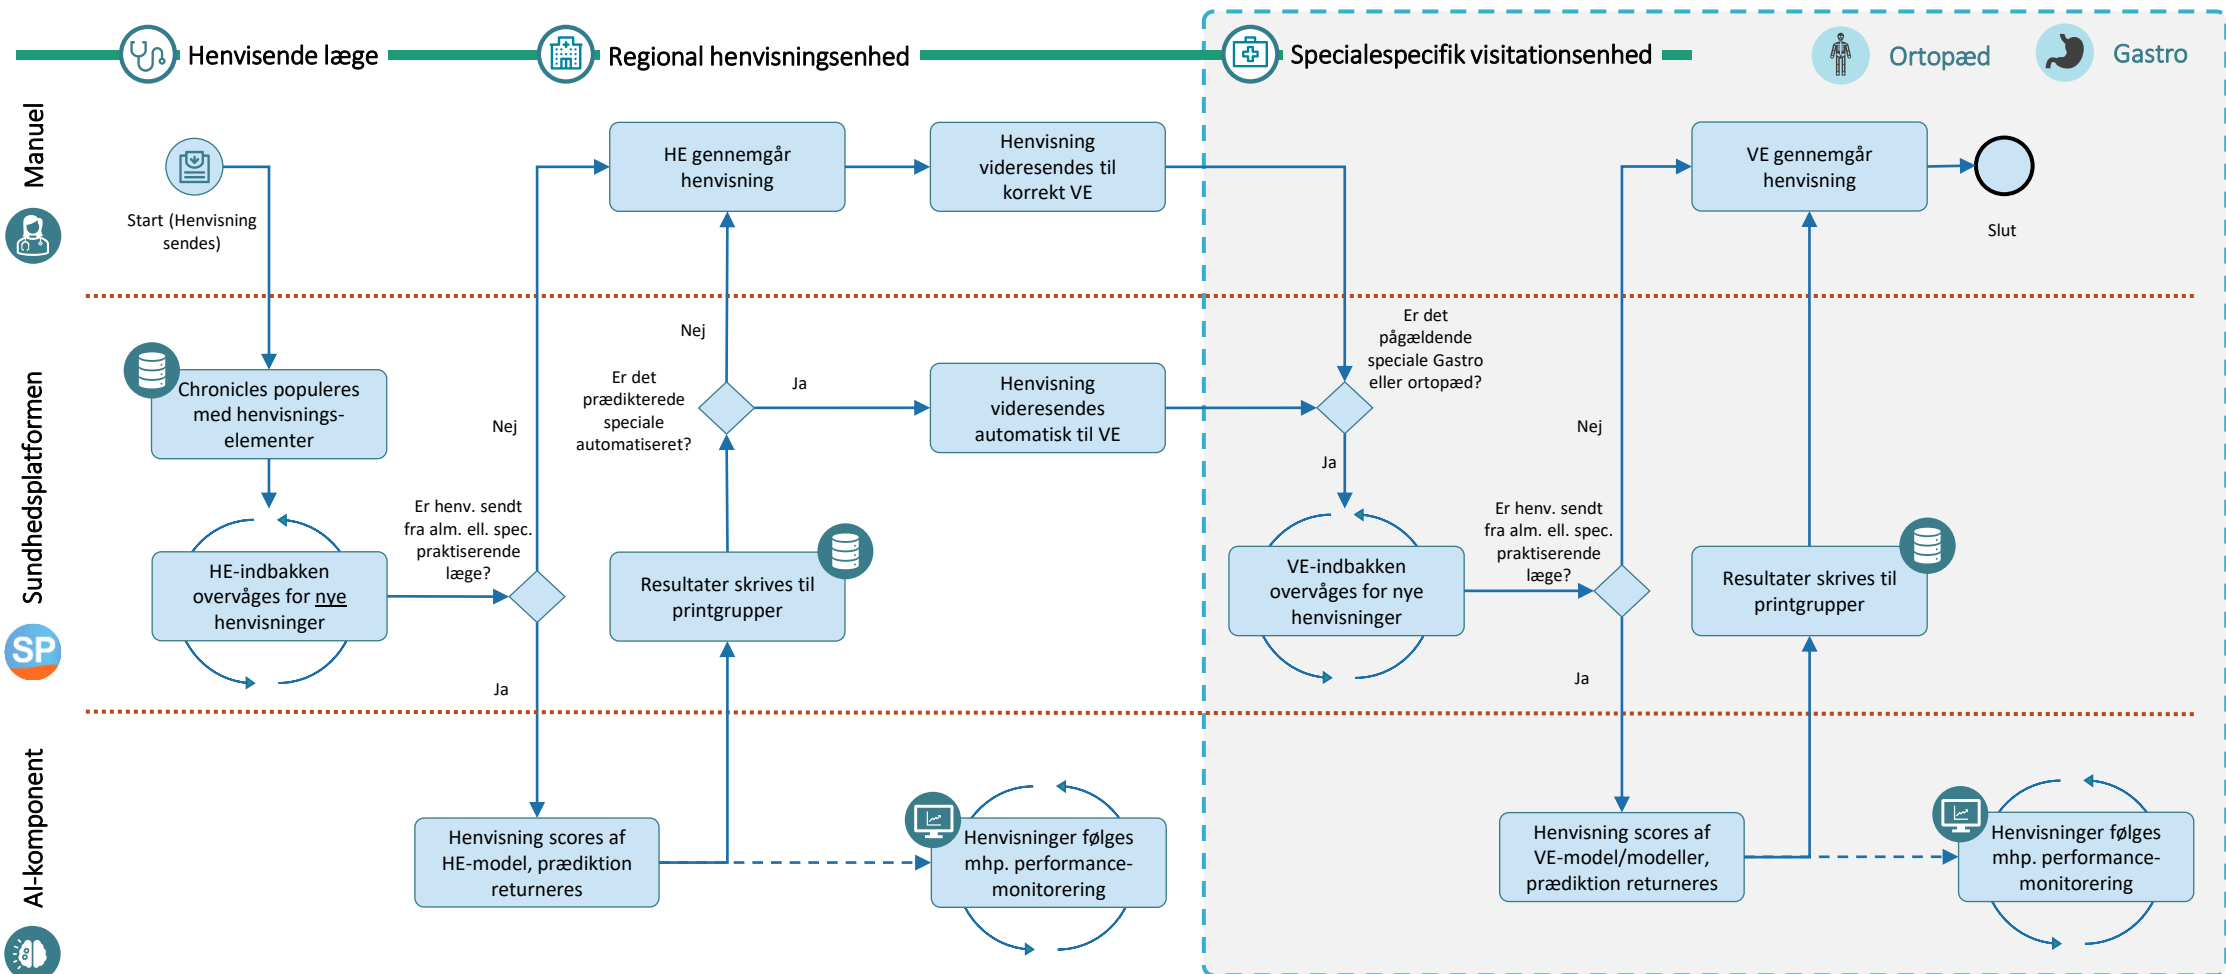 Henvisende læge
Regional henvisningsenhed
Specialespecifik visitationsenhed
Ortopæd
Gastro
Manuel
Start (Henvisning
sendes)
HE gennemgår
henvisning
Henvisning
videresendes til
korrekt VE
VE gennemgår
henvisning
Slut
Sundhedsplatformen
SP
Chronicles populeres
med henvisnings-
elementer
HE-indbakken
overvåges for nye
henvisninger
Er henv. sendt
fra alm. ell. spec.
praktiserende
læge?
Nej
Ja
Resultater skrives til
printgrupper
Er det
prædikterede
speciale
automatiseret?
Nej
Ja
Henvisning
videresendes
automatisk til VE
Er det
pågældende
speciale Gastro
eller ortopæd?
Ja
VE-indbakken
overvåges for nye
henvisninger
Er henv. sendt
fra alm. ell. spec.
praktiserende
læge?
Nej
Ja
Resultater skrives til
printgrupper
AI-komponent
Henvisning scores af
HE-model, prædiktion
returneres
Henvisninger følges
mhp. performance-
monitorering
Henvisning scores af
VE-model/modeller,
prædiktion returneres
Henvisninger følges
mhp. performance-
monitorering